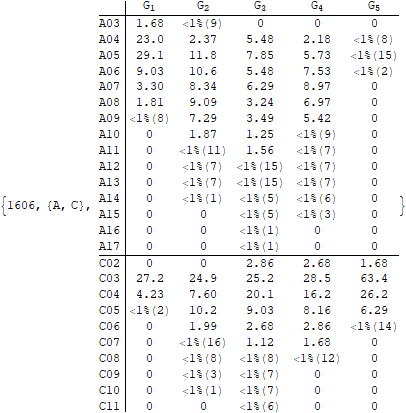 G1 G2 G3 G4 G5
A03 1.68 <1%(9) 0 0 0
A04 23.0 2.37 5.48 2.18 <1%(8)
A05 29.1 11.8 7.85 5.73 <1%(15)
A06 9.03 10.6 5.48 7.53 <1%(2)
A07 3.30 8.34 6.29 8.97 0
A08 1.81 9.09 3.24 6.97 0
A09 <1%(8) 7.29 3.49 5.42 0
A10 0 1.87 1.25 <1%(9) 0
A11 0 <1%(11) 1.56 <1%(7) 0
A12 0 <1%(7) <1%(15) <1%(7) 0
A13 0 <1%(7) <1%(15) <1%(7) 0
A14 0 <1%(1) <1%(5) <1%(6) 0
{1606, {A, C}, A15 0 0 <1%(5) <1%(3) 0 }
A16 0 0 <1%(1) 0 0
A17 0 0 <1%(1) 0 0
C02 0 0 2.86 2.68 1.68
C03 27.2 24.9 25.2 28.5 63.4
C04 4.23 7.60 20.1 16.2 26.2
C05 <1%(2) 10.2 9.03 8.16 6.29
C06 0 1.99 2.68 2.86 <1%(14)
C07 0 <1%(16) 1.12 1.68 0
C08 0 <1%(8) <1%(8) <1%(12) 0
C09 0 <1%(3) <1%(7) 0 0
C10 0 <1%(1) <1%(7) 0 0
C11 0 0 <1%(6) 0 0